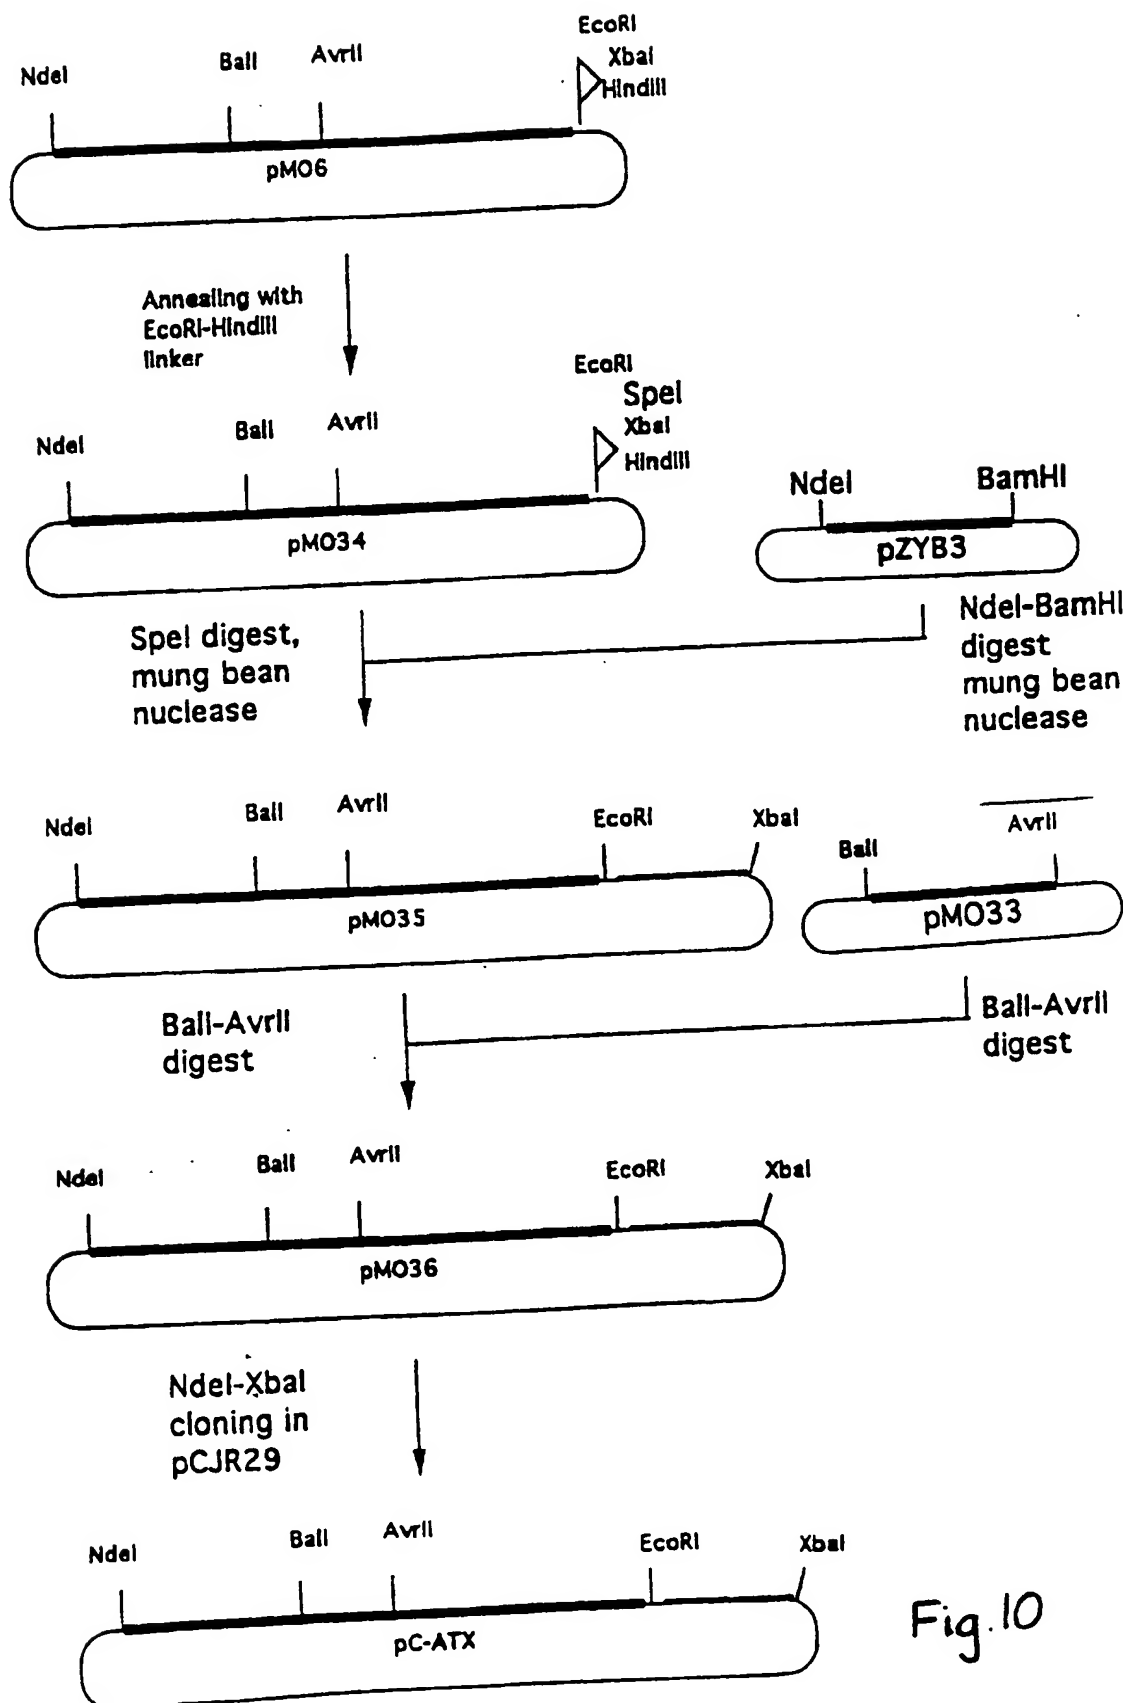 EcoRI
NdeI
BalI
AvrII
XbaI
HindIII
pMO6
Annealing with
EcoRI-HindIII
linker
EcoRI
SpeI
NdeI
BalI
AvrII
XbaI
HindIII
pMO34
NdeI
BamHI
pZYB3
SpeI digest,
mung bean
nuclease
NdeI-BamHI
digest
mung bean
nuclease
NdeI
BalI
AvrII
EcoRI
XbaI
pMO35
BalI
AvrII
pMO33
BalI-AvrII
digest
BalI-AvrII
digest
NdeI
BalI
AvrII
EcoRI
XbaI
pMO36
NdeI-XbaI
cloning in
pCJR29
NdeI
BalI
AvrII
EcoRI
XbaI
pC-ATX
Fig.10